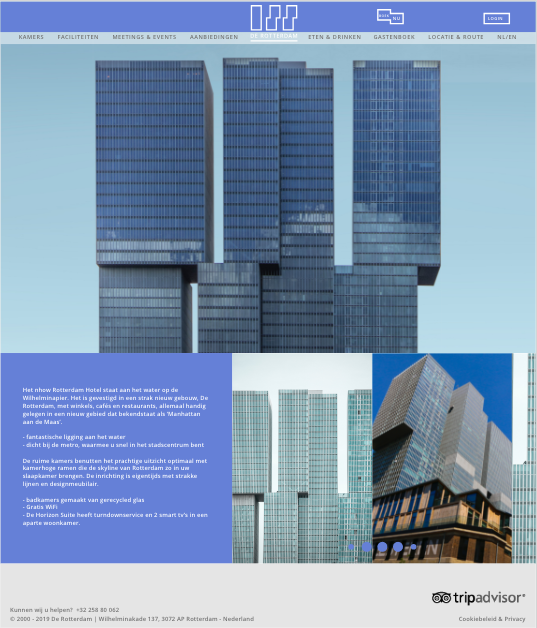 BOEK NU
LOGIN
KAMERS FACILITEITEN MEETINGS & EVENTS AANBIEDINGEN DE ROTTERDAM ETEN & DRINKEN GASTENBOEK LOCATIE & ROUTE NL/EN
Het nhow Rotterdam Hotel staat aan het water op de
Wilhelminapier. Het is gevestigd in een strak nieuw gebouw, De
Rotterdam, met winkels, cafés en restaurants, allemaal handig
gelegen in een nieuw gebied dat bekendstaat als 'Manhattan
aan de Maas'.
- fantastische ligging aan het water
- dicht bij de metro, waarmee u snel in het stadscentrum bent
De ruime kamers benutten het prachtige uitzicht optimaal met
kamerhoge ramen die de skyline van Rotterdam zo in uw
slaapkamer brengen. De inrichting is eigentijds met strakke
lijnen en designmeubilair.
- badkamers gemaakt van gerecycled glas
- Gratis WiFi
- De Horizon Suite heeft turndownservice en 2 smart tv's in een
aparte woonkamer.
tripadvisor®
Kunnen wij u helpen? +32 258 80 062
© 2000 - 2019 De Rotterdam | Wilhelminakade 137, 3072 AP Rotterdam - Nederland
Cookiebeleid & Privacy